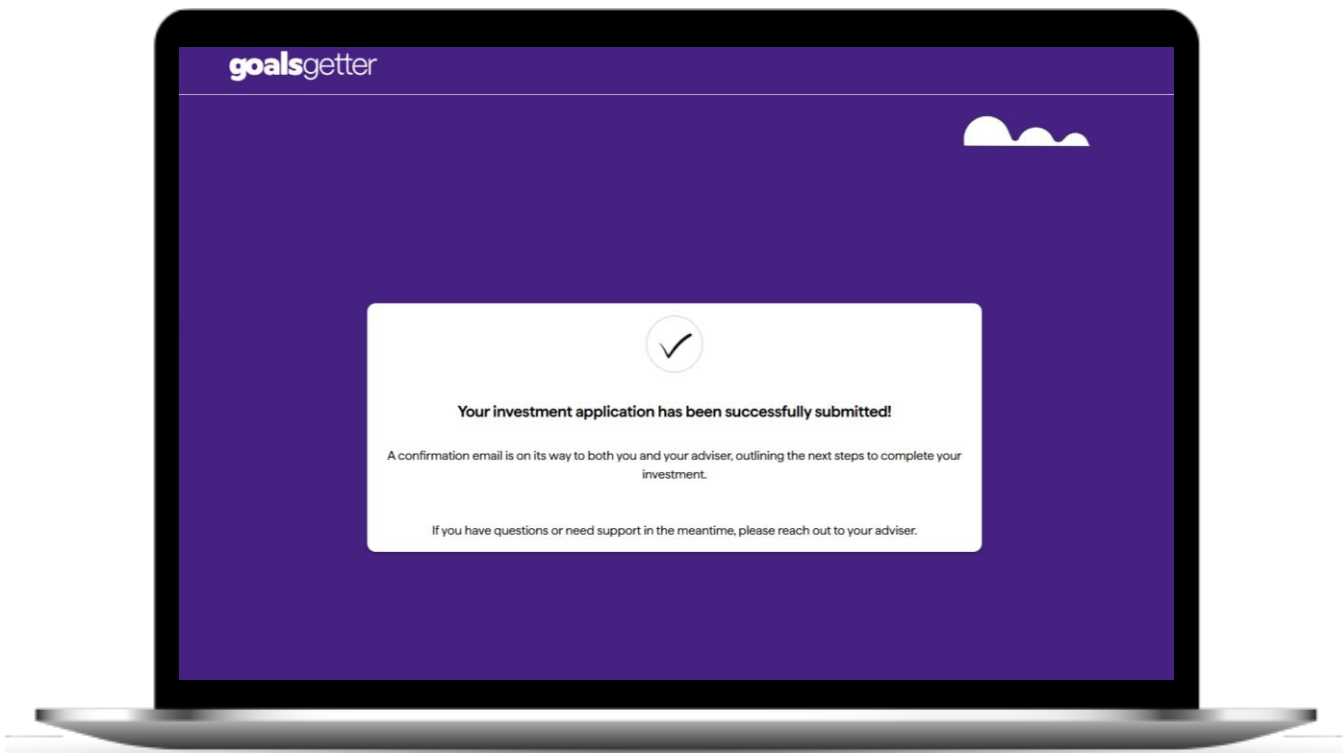 goalsgetter
Your investment application has been successfully submitted!
A confirmation email is on its way to both you and your adviser, outlining the next steps to complete your
investment.
If you have questions or need support in the meantime, please reach out to your adviser.